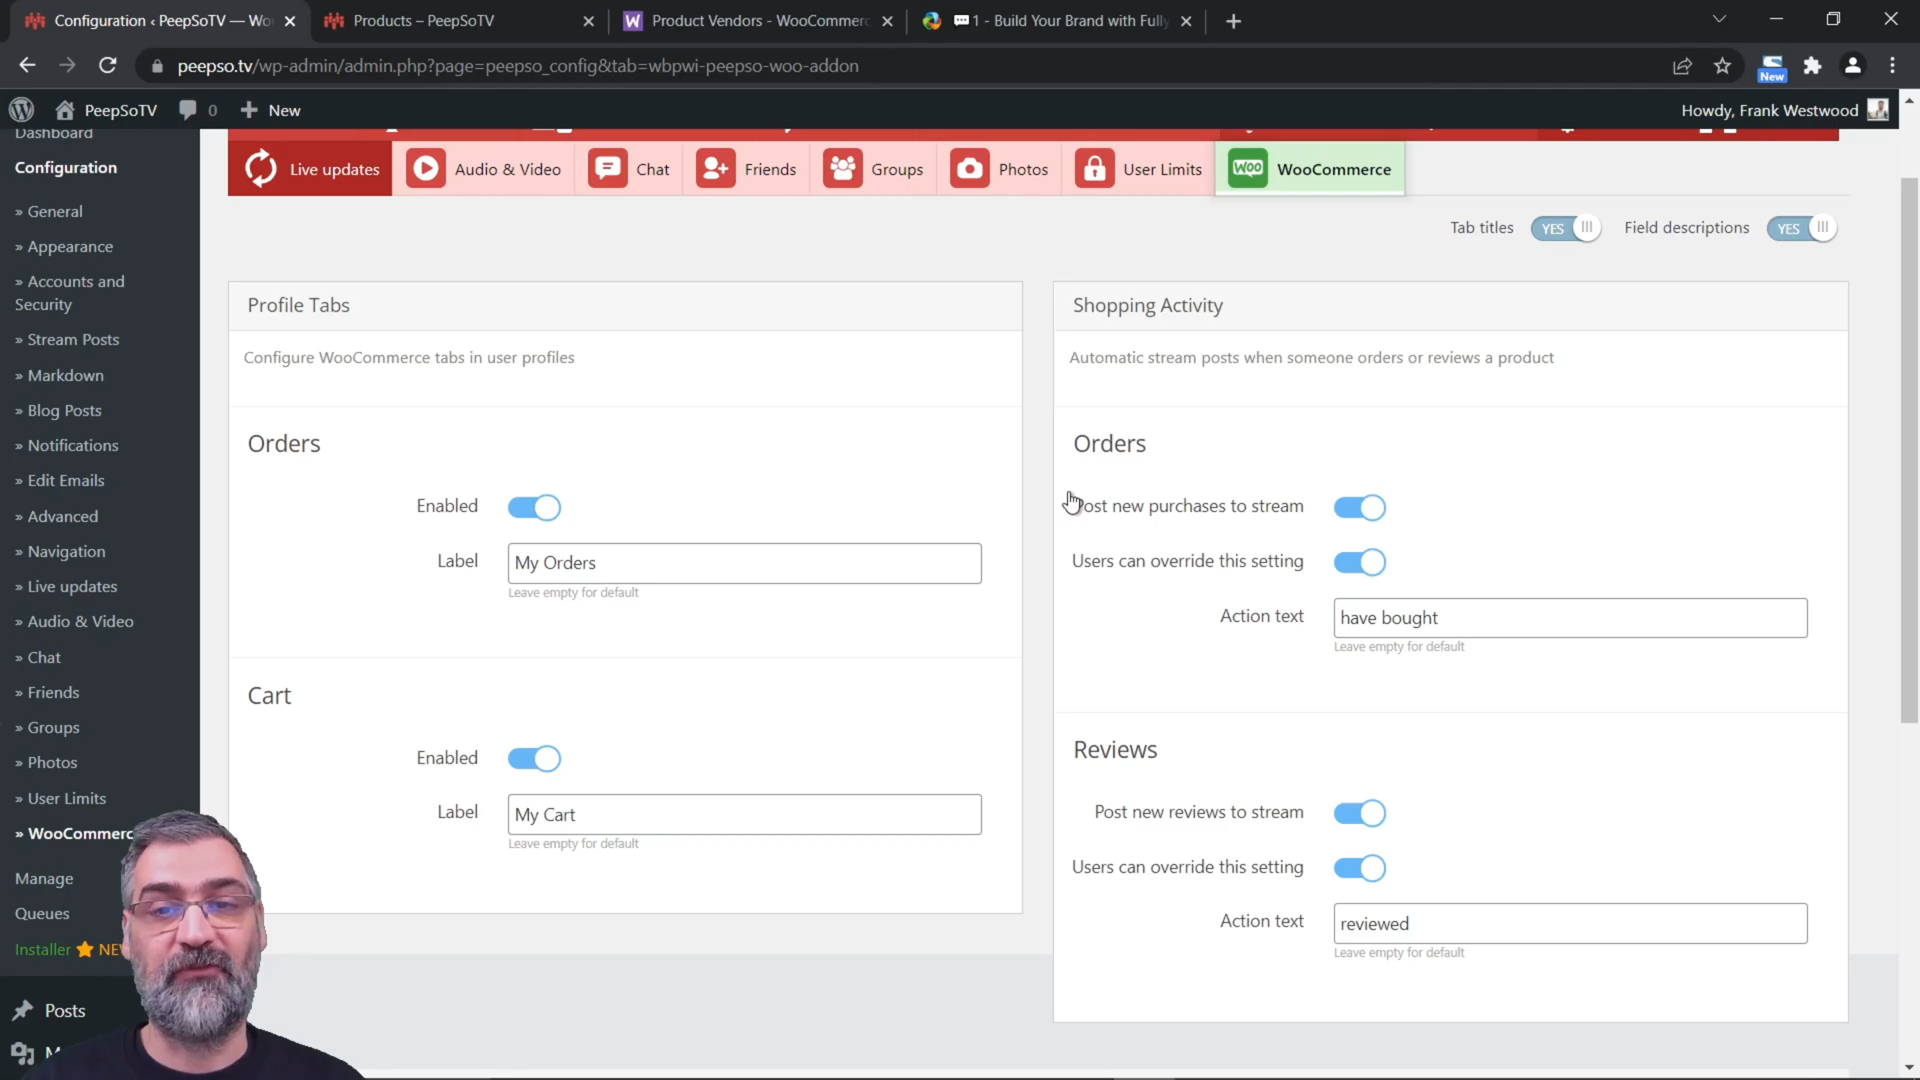 Configuration ‹ PeepSoTV — Wo
Products – PeepSoTV
Product Vendors - WooCommerc
1 - Build Your Brand with Fully
peepso.tv/wp-admin/admin.php?page=peepso_config&tab=wbpwi-peepso-woo-addon
New
PeepSoTV
0
New
Howdy, Frank Westwood
Dashboard
Configuration
» General
» Appearance
» Accounts and
Security
» Stream Posts
» Markdown
» Blog Posts
» Notifications
» Edit Emails
» Advanced
» Navigation
» Live updates
» Audio & Video
» Chat
» Friends
» Groups
» Photos
» User Limits
» WooCommerc
Manage
Queues
Installer NE
Posts
Live updates
Audio & Video
Chat
Friends
Groups
Photos
User Limits
WOO
WooCommerce
Tab titles YES
Field descriptions YES
Profile Tabs
Configure WooCommerce tabs in user profiles
Orders
Enabled
Label
My Orders
Leave empty for default
Cart
Enabled
Label
My Cart
Leave empty for default
Shopping Activity
Automatic stream posts when someone orders or reviews a product
Orders
Post new purchases to stream
Users can override this setting
Action text
have bought
Leave empty for default
Reviews
Post new reviews to stream
Users can override this setting
Action text
reviewed
Leave empty for default